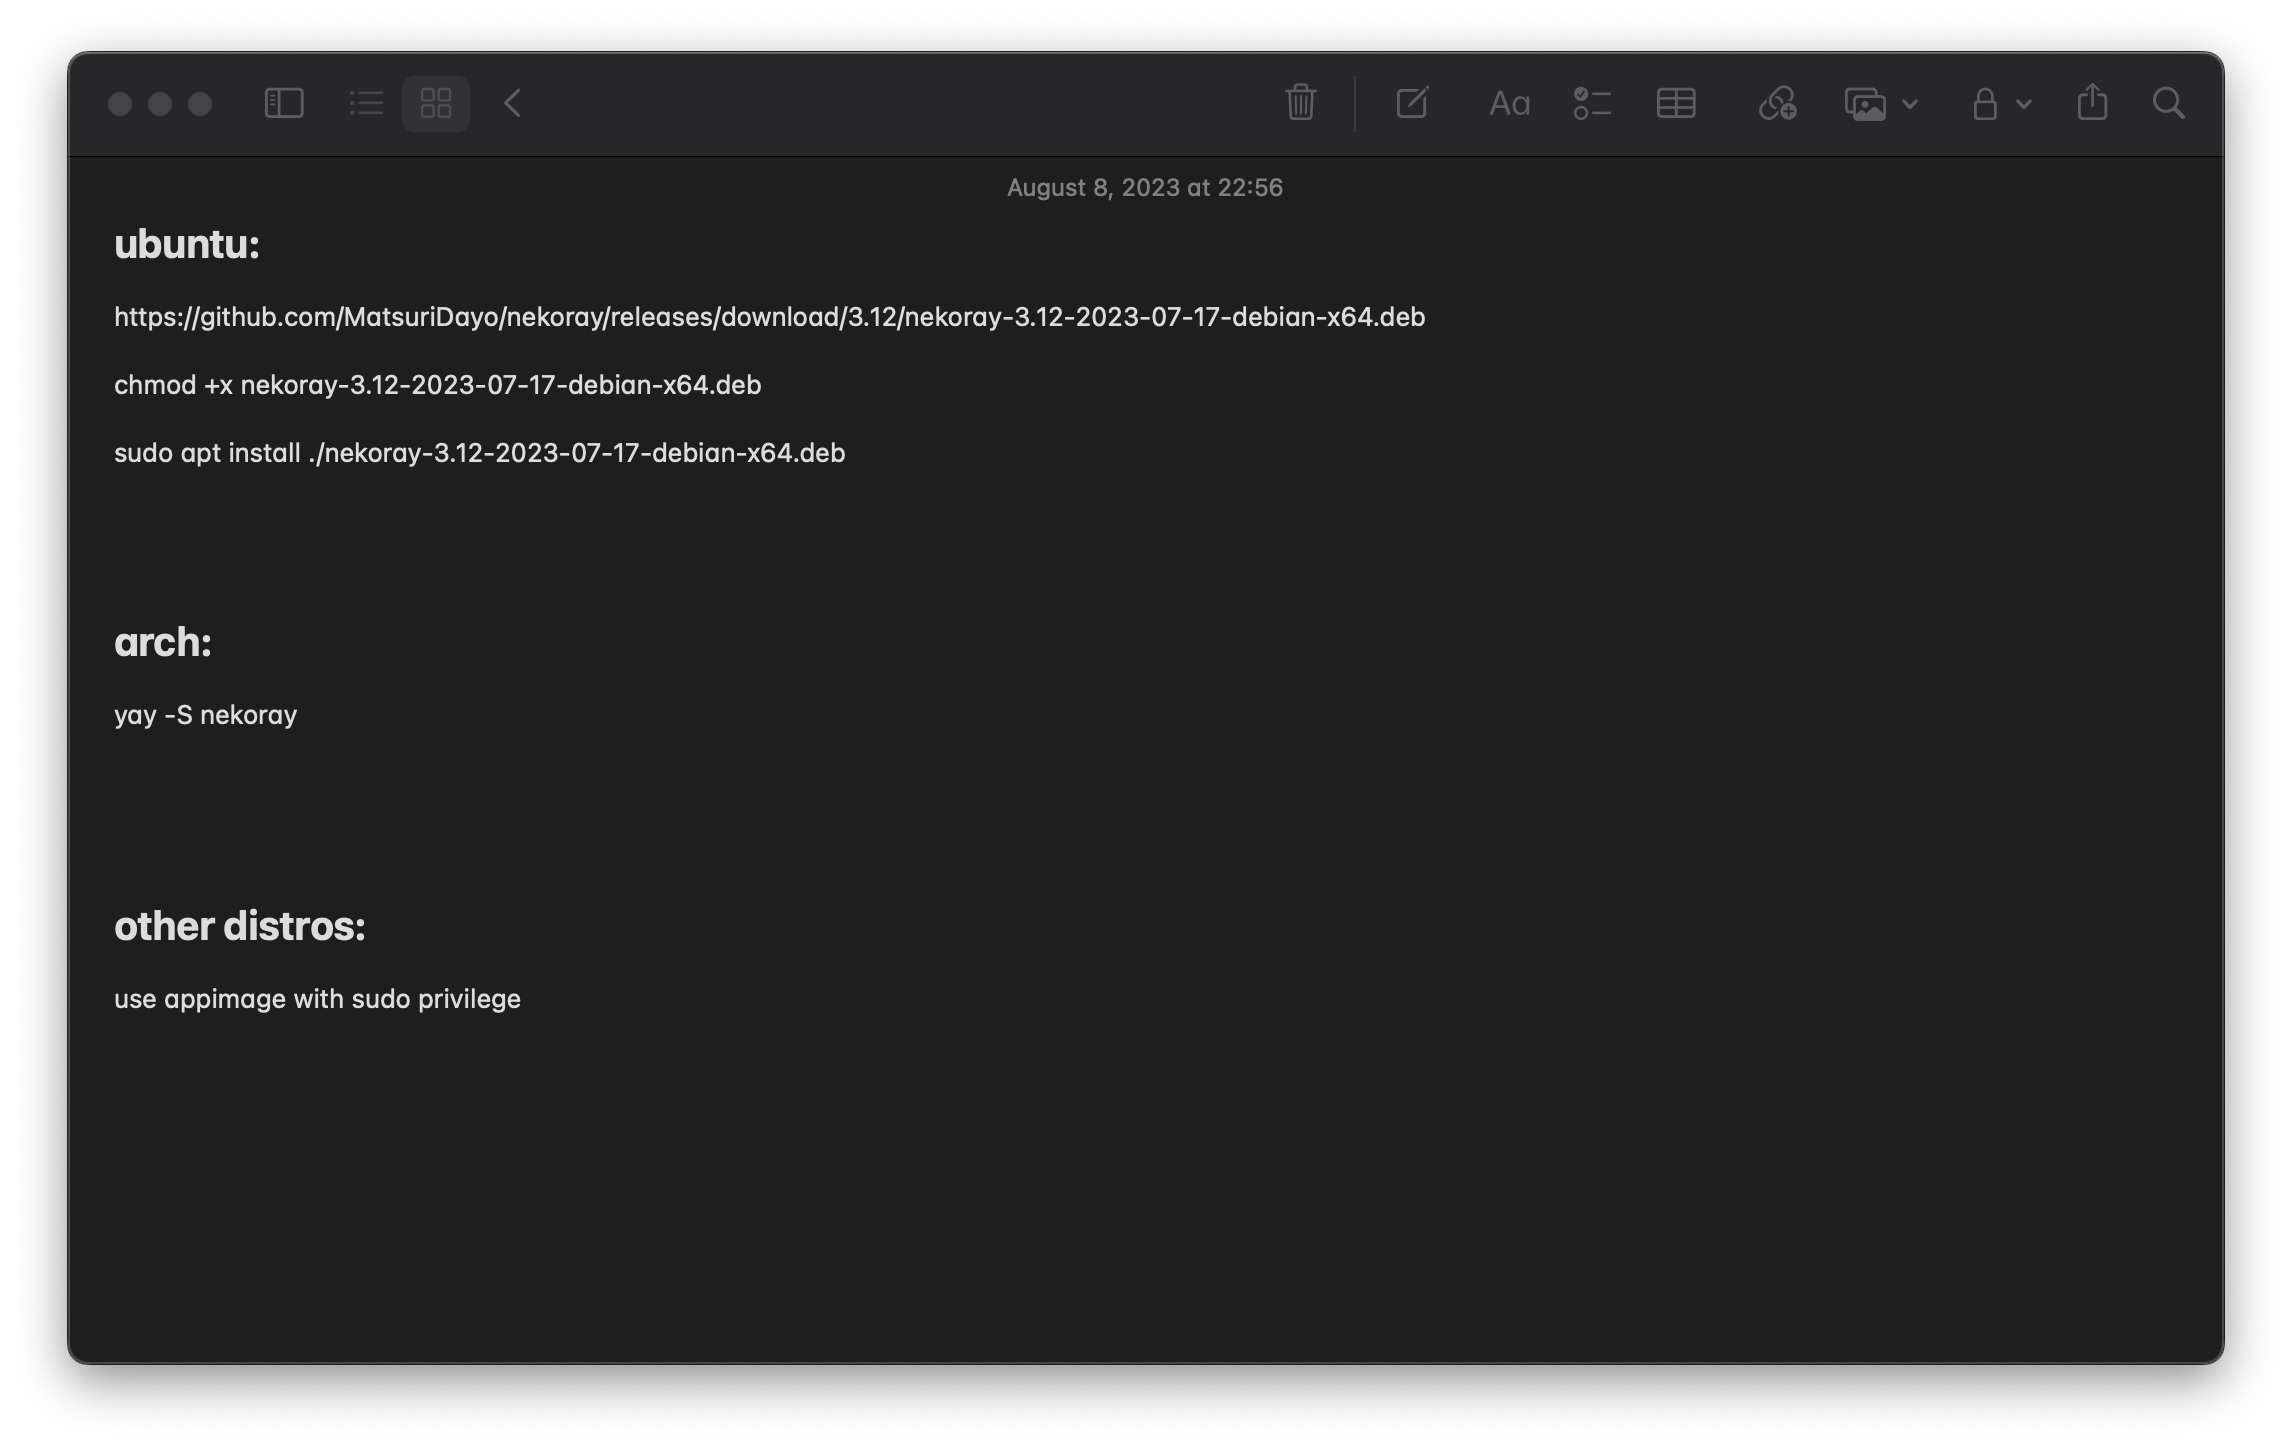 Aa
August 8, 2023 at 22:56
ubuntu:
https://github.com/MatsuriDayo/nekoray/releases/download/3.12/nekoray-3.12-2023-07-17-debian-x64.deb
chmod +x nekoray-3.12-2023-07-17-debian-x64.deb
sudo apt install ./nekoray-3.12-2023-07-17-debian-x64.deb
arch:
yay -S nekoray
other distros:
use appimage with sudo privilege